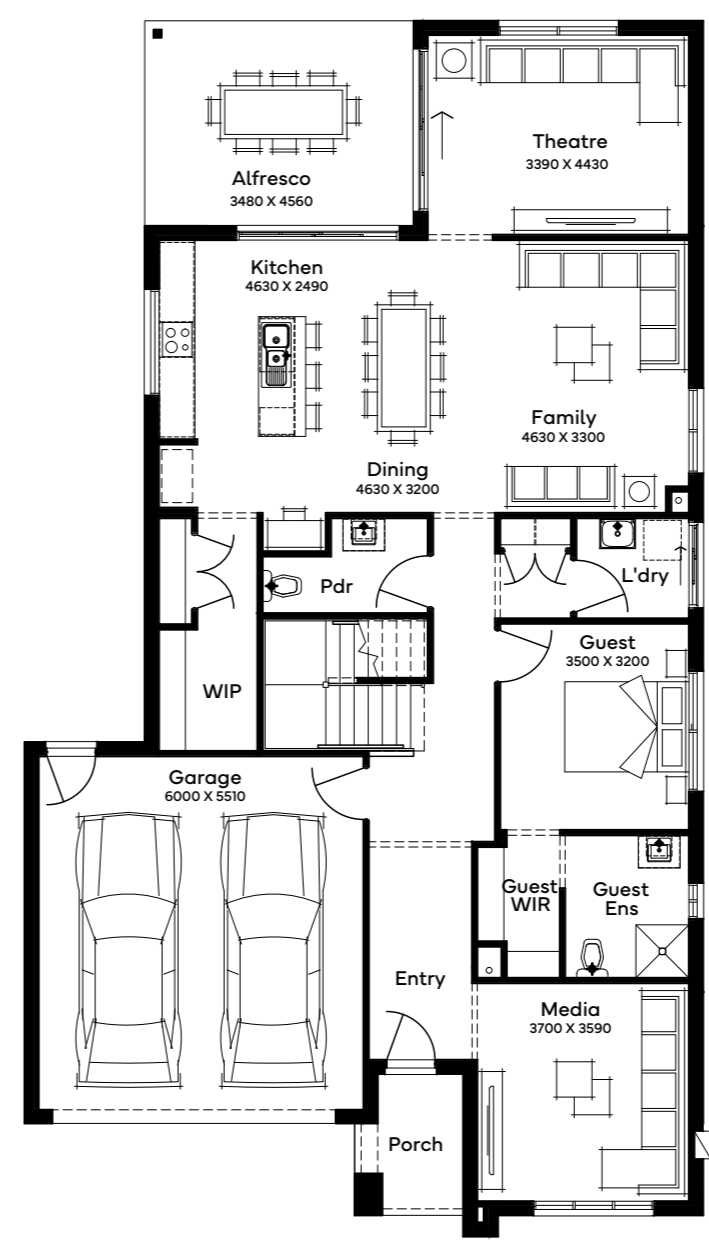 Theatre
3390 X 4430
Alfresco
3480 X 4560
Kitchen
4630 X 2490
Family
4630 X 3300
Dining
4630 X 3200
Pdr
L'dry
Guest
3500 X 3200
WIP
Garage
6000 X 5510
Guest
WIR
Guest
Ens
Entry
Media
3700 X 3590
Porch